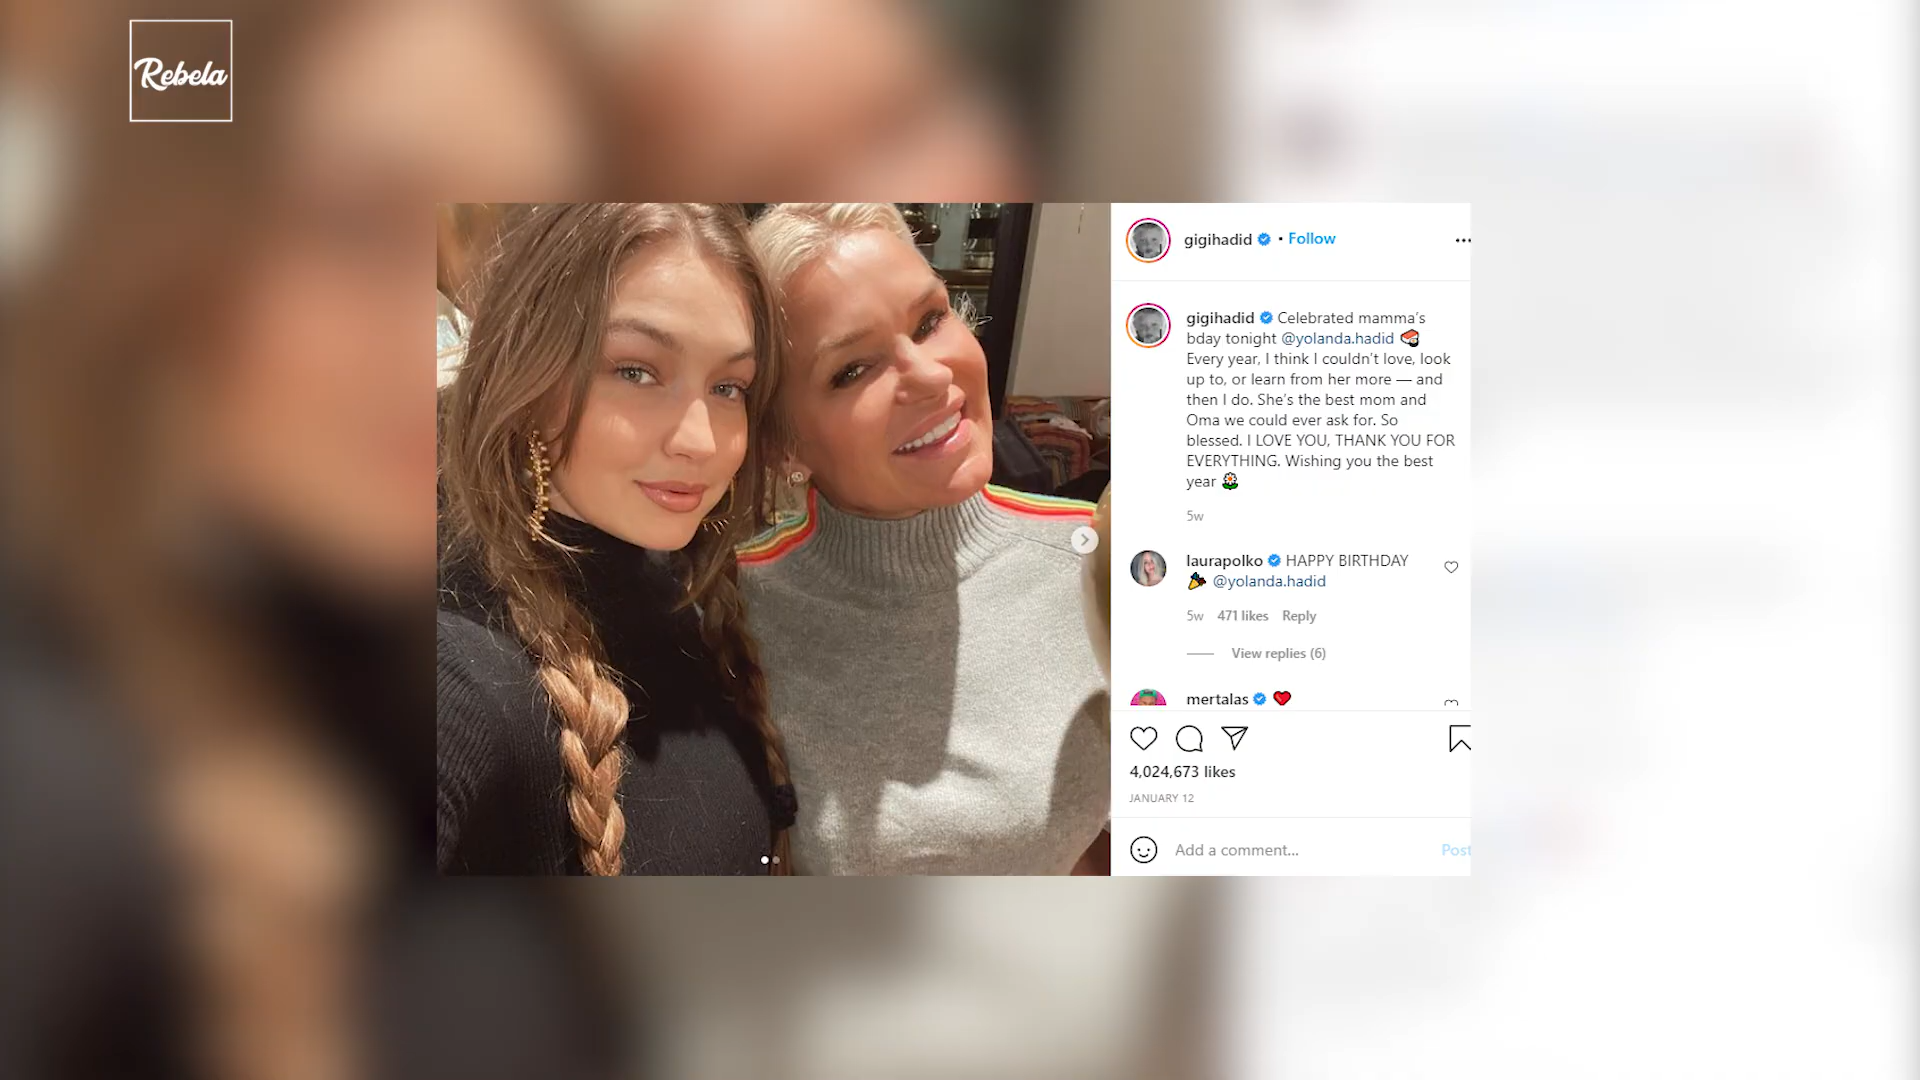 Rebela
gigihadid • Follow
gigihadid Celebrated mamma's
bday tonight @yolanda.hadid
Every year, I think I couldn't love, look
up to, or learn from her more — and
then I do. She's the best mom and
Oma we could ever ask for. So
blessed. I LOVE YOU, THANK YOU FOR
EVERYTHING. Wishing you the best
year
5w
laurapolko HAPPY BIRTHDAY
@yolanda.hadid
5w 471 likes Reply
View replies (6)
mertalas
4,024,673 likes
JANUARY 12
Add a comment... Post